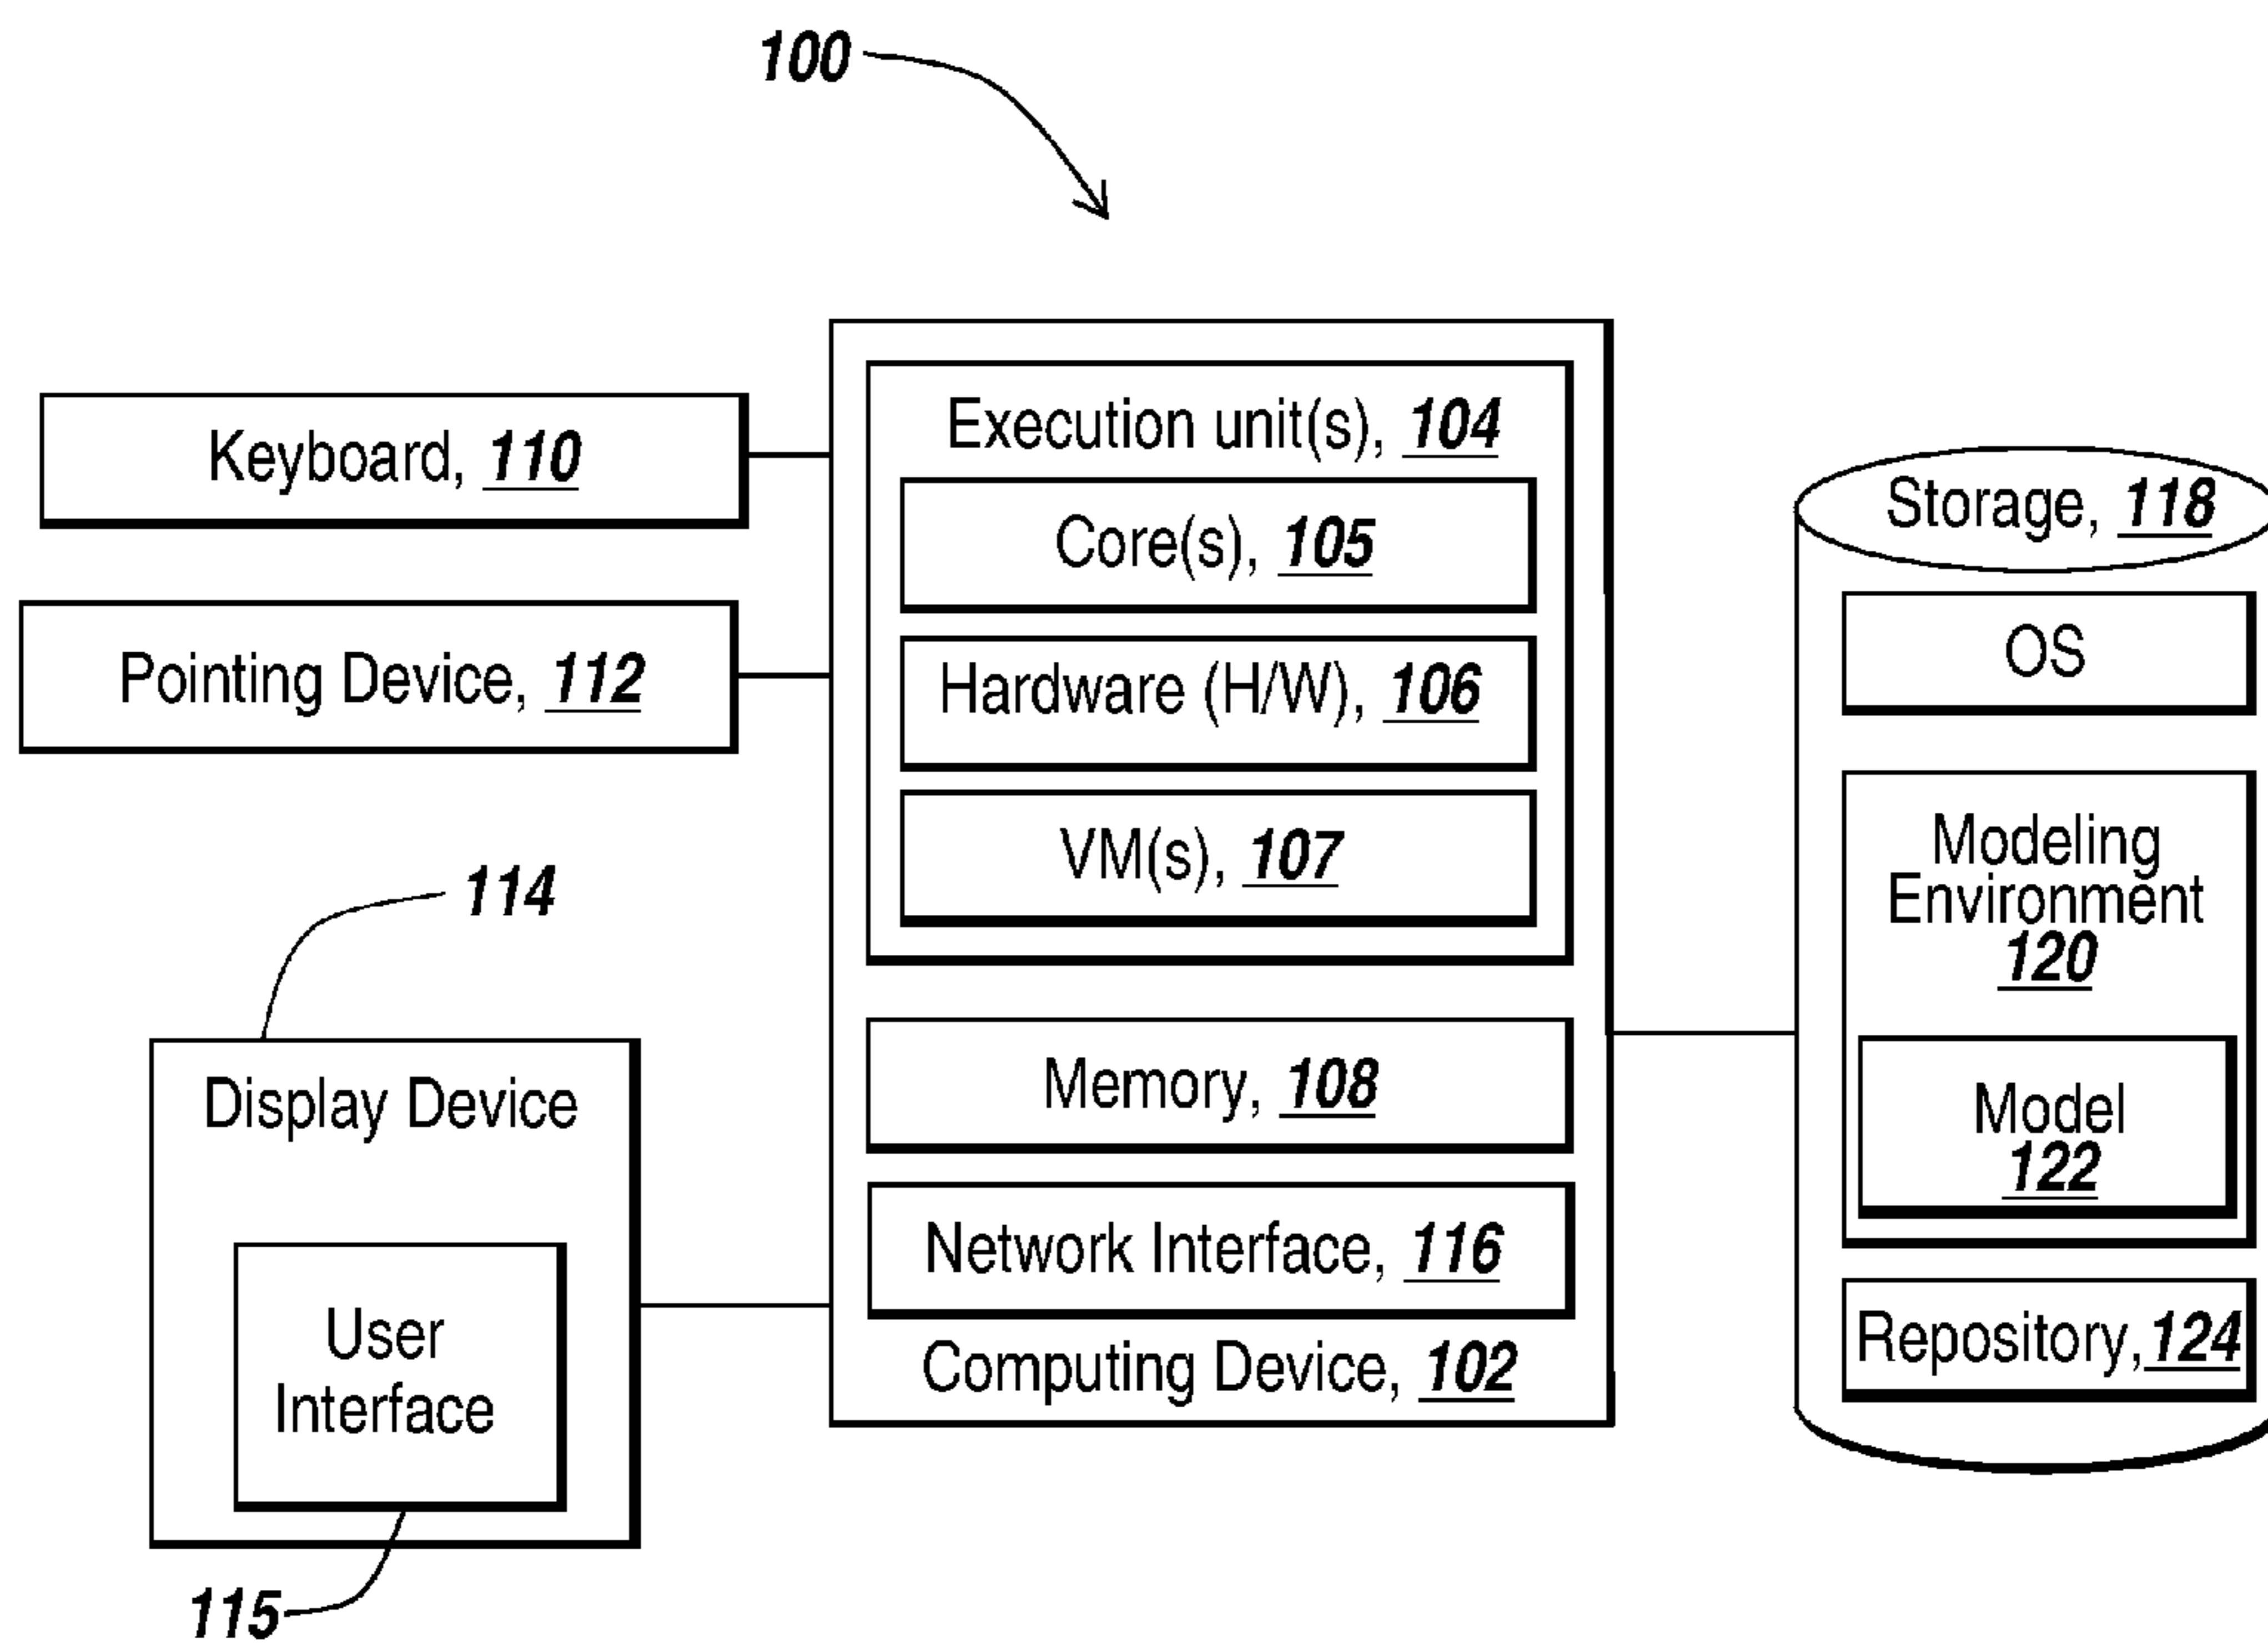 100
Keyboard, 110
Pointing Device, 112
114
Display Device
User
Interface
115
Execution unit(s), 104
Core(s), 105
Hardware (H/W), 106
VM(s), 107
Memory, 108
Network Interface, 116
Computing Device, 102
Storage, 118
OS
Modeling
Environment
120
Model
122
Repository, 124